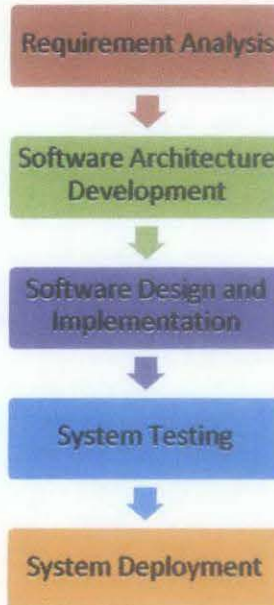 Requirement Analysis
Software Architecture
Development
Software Design and
Implementation
System Testing
System Deployment